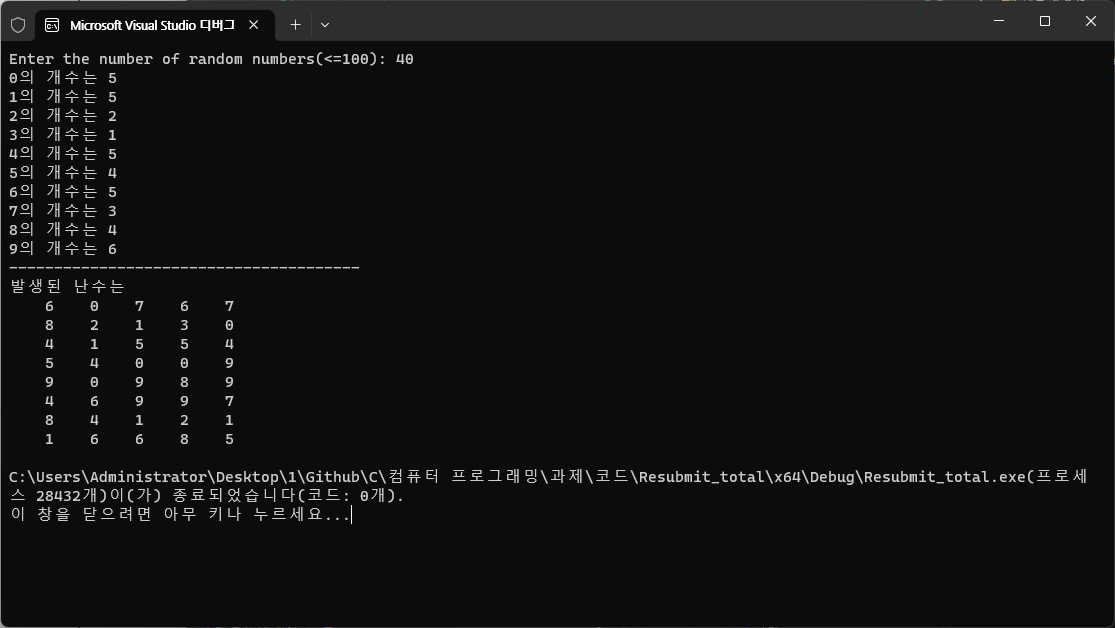 Microsoft Visual Studio 디버그
Enter the number of random numbers(<=100): 40
0의 개수는 5
1의 개수는 5
2의 개수는 2
3의 개수는 1
4의 개수는 5
5의 개수는 4
6의 개수는 5
7의 개수는 3
8의 개수는 4
9의 개수는 6
---------------------------------------
발생된 난수는
6 0 7 6 7
8 2 1 3 0
4 1 5 5 4
5 4 0 0 9
9 0 9 8 9
4 6 9 9 7
8 4 1 2 1
1 6 6 8 5
C:\Users\Administrator\Desktop\1\Github\C\컴퓨터 프로그래밍\과제\코드\Resubmit_total\x64\Debug\Resubmit_total.exe(프로세
스 28432개)이(가) 종료되었습니다(코드: 0개).
이 창을 닫으려면 아무 키나 누르세요...